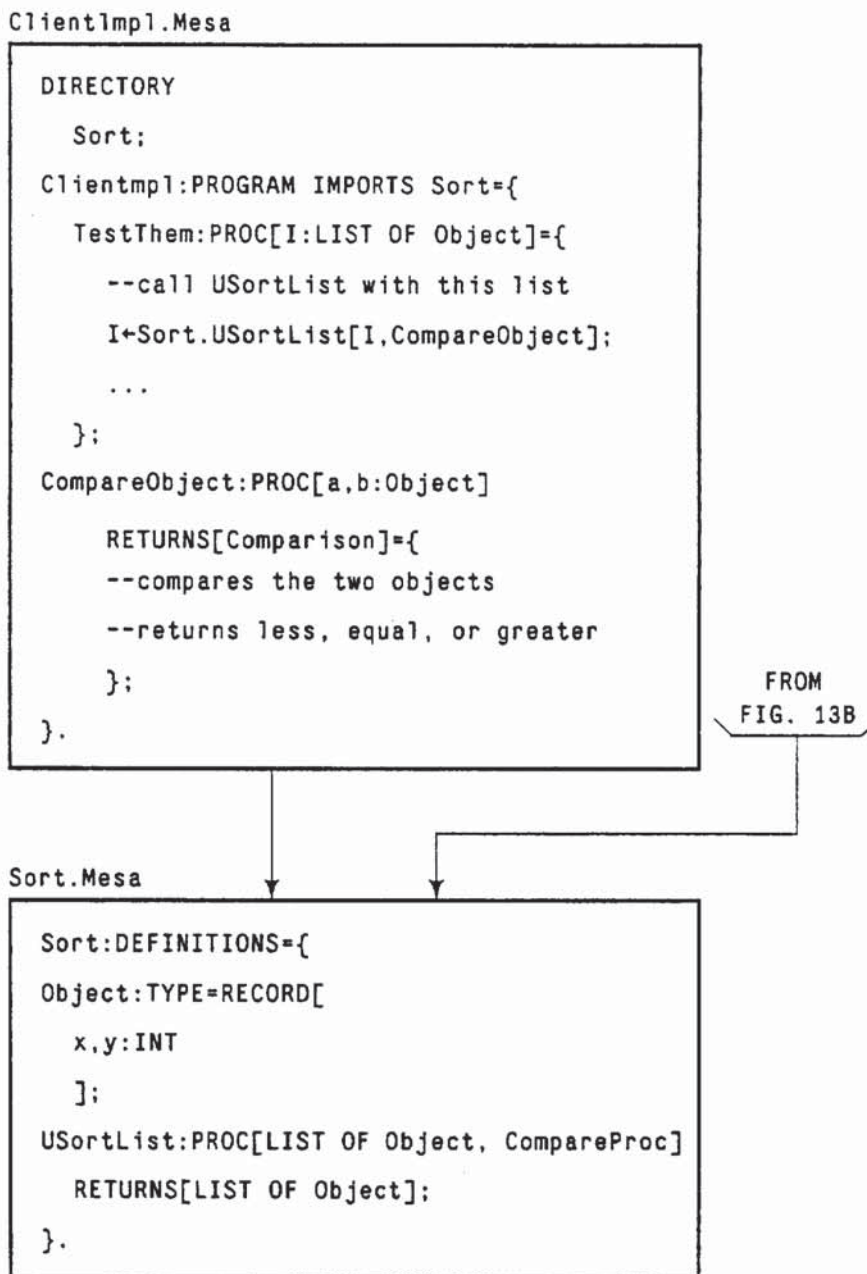 ClientImpl.Mesa
DIRECTORY
Sort;
Clientmpl:PROGRAM IMPORTS Sort={
TestThem:PROC[I:LIST OF Object]={
--call USortList with this list
I←Sort.USortList[I,CompareObject];
...
};
CompareObject:PROC[a,b:Object]
RETURNS[Comparison]={
--compares the two objects
--returns less, equal, or greater
};
}.
FROM
FIG. 13B
Sort.Mesa
Sort:DEFINITIONS={
Object:TYPE=RECORD[
x,y:INT
];
USortList:PROC[LIST OF Object, CompareProc]
RETURNS[LIST OF Object];
}.